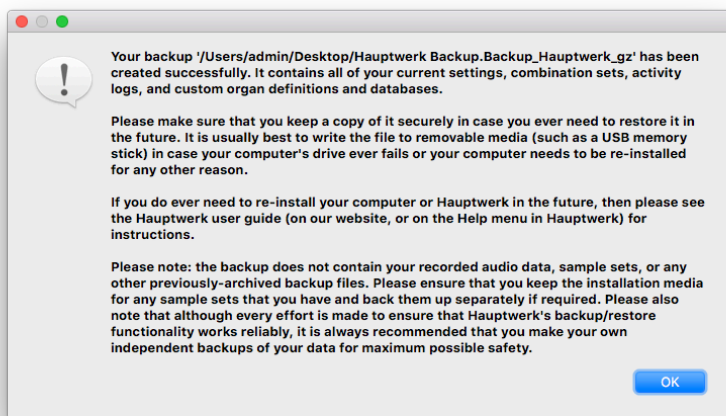 Your backup '/Users/admin/Desktop/Hauptwerk Backup.Backup_Hauptwerk_gz' has been
created successfully. It contains all of your current settings, combination sets, activity
logs, and custom organ definitions and databases.
Please make sure that you keep a copy of it securely in case you ever need to restore it in
the future. It is usually best to write the file to removable media (such as a USB memory
stick) in case your computer's drive ever fails or your computer needs to be re-installed
for any other reason.
If you do ever need to re-install your computer or Hauptwerk in the future, then please see
the Hauptwerk user guide (on our website, or on the Help menu in Hauptwerk) for
instructions.
Please note: the backup does not contain your recorded audio data, sample sets, or any
other previously-archived backup files. Please ensure that you keep the installation media
for any sample sets that you have and back them up separately if required. Please also
note that although every effort is made to ensure that Hauptwerk's backup/restore
functionality works reliably, it is always recommended that you make your own
independent backups of your data for maximum possible safety.
OK